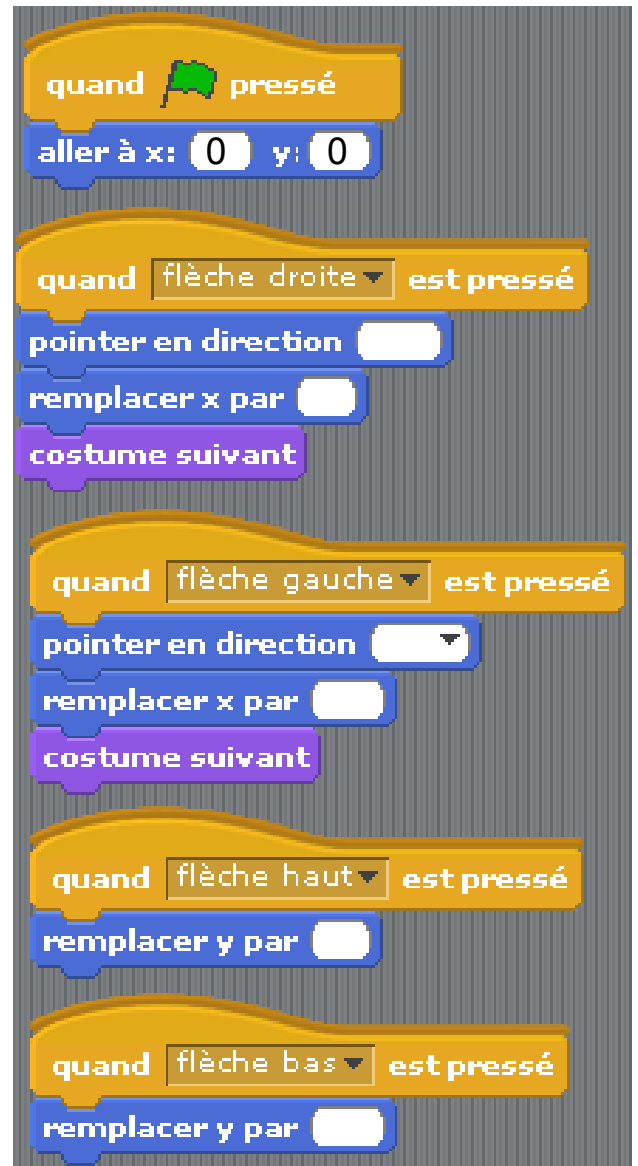 quand pressé
aller à x: 0 y: 0
quand flèche droite est pressé
pointer en direction
remplacer x par
costume suivant
quand flèche gauche est pressé
pointer en direction
remplacer x par
costume suivant
quand flèche haut est pressé
remplacer y par
quand flèche bas est pressé
remplacer y par